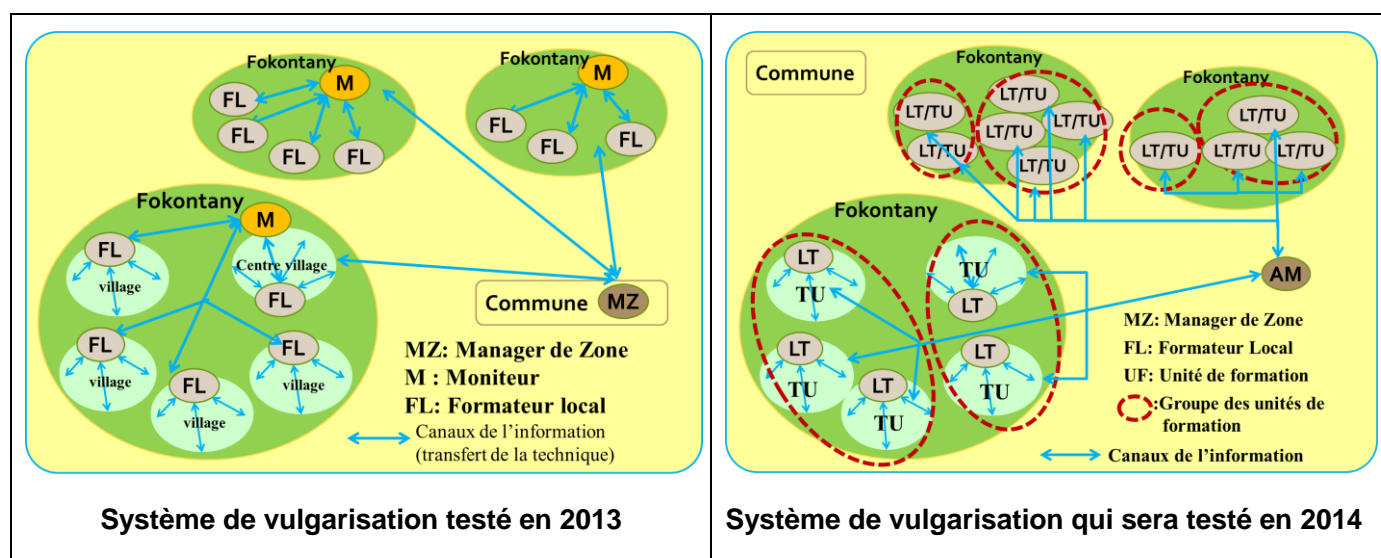 Fokontany
M
FL
FL
FL
FL
Fokontany
M
FL
FL
FL
Fokontany
M
FL
village
Centre village
FL
FL
village
FL
village
FL
village
Commune
MZ
MZ: Manager de Zone
M : Moniteur
FL: Formateur local
Canaux de l’information
(transfert de la technique)
Système de vulgarisation testé en 2013
Commune
Fokontany
LT/TU
LT/TU
LT/TU
LT/TU
LT/TU
LT/TU
LT/TU
Fokontany
LT/TU
LT/TU
LT/TU
LT/TU
Fokontany
LT
TU
TU
LT
LT
TU
LT
TU
LT
TU
AM
MZ: Manager de Zone
FL: Formateur Local
UF: Unité de formation
:Groupe des unités de
formation
Canaux de l’information
Système de vulgarisation qui sera testé en 2014